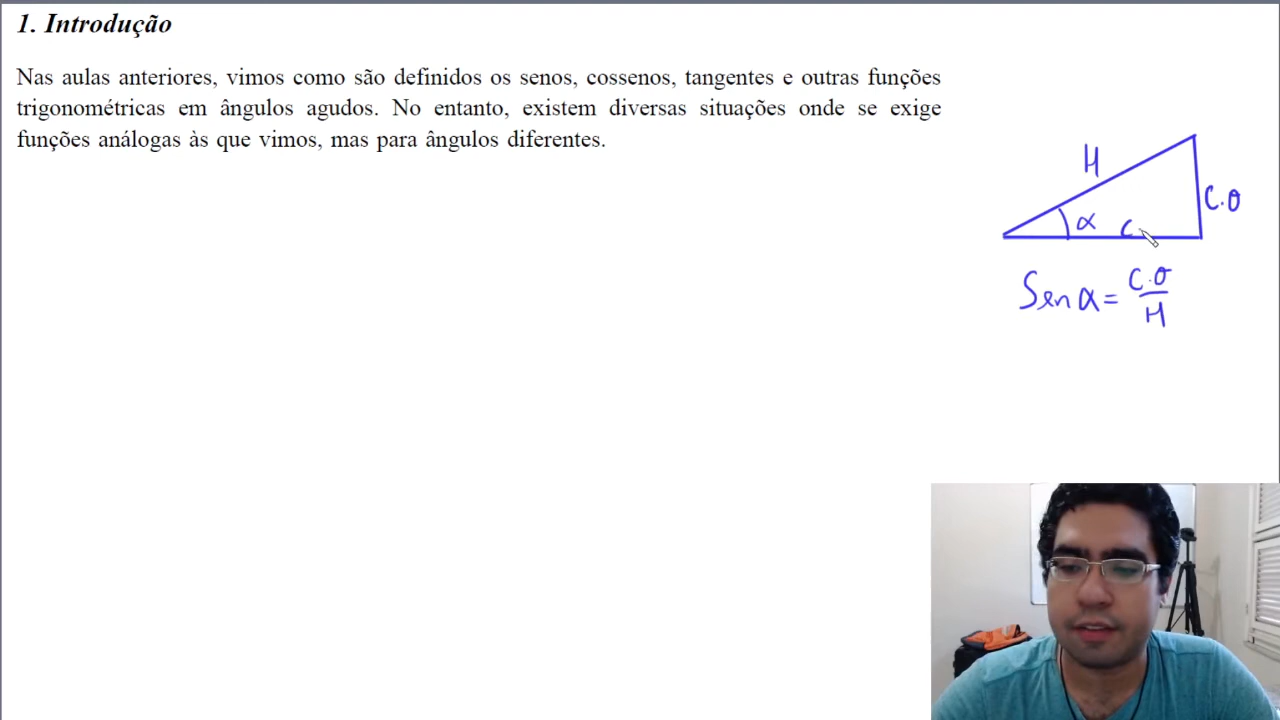 1. Introdução
Nas aulas anteriores, vimos como são definidos os senos, cossenos, tangentes e outras funções
trigonométricas em ângulos agudos. No entanto, existem diversas situações onde se exige
funções análogas às que vimos, mas para ângulos diferentes.
H
C.O
α C
Sen α = C.O
H